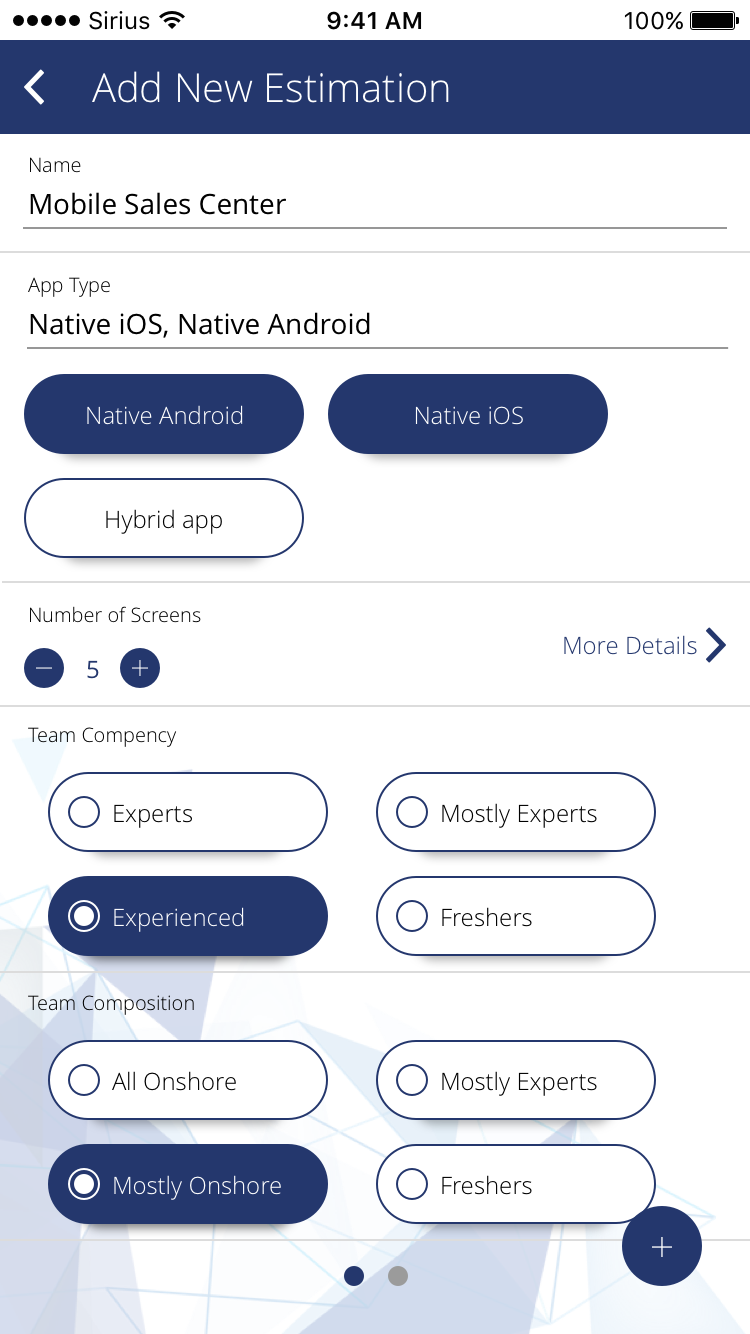 Sirius 9:41 AM 100%
Add New Estimation
Name
Mobile Sales Center
App Type
Native iOS, Native Android
Native Android Native iOS
Hybrid app
Number of Screens
More Details
5
Team Compency
Experts Mostly Experts
Experienced Freshers
Team Composition
All Onshore Mostly Experts
Mostly Onshore Freshers